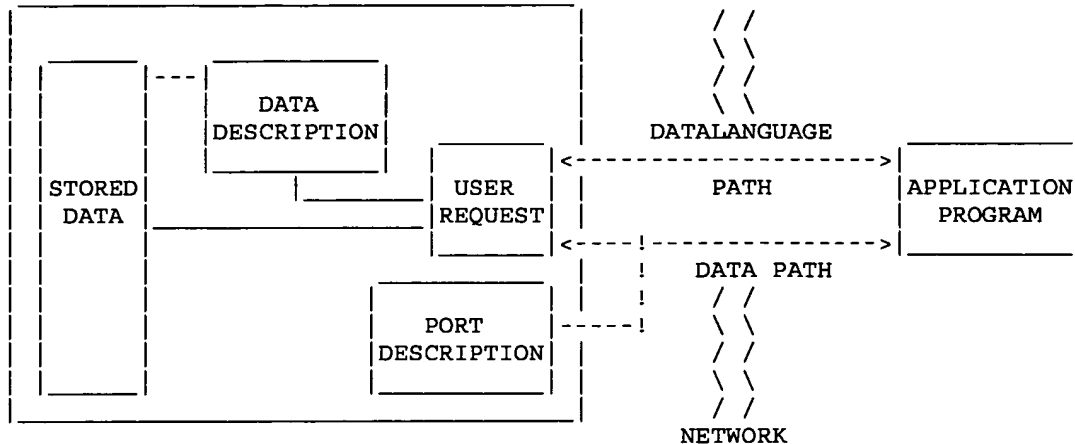 DATA
DESCRIPTION
DATALANGUAGE
PATH
STORED
DATA
USER
REQUEST
APPLICATION
PROGRAM
DATA PATH
PORT
DESCRIPTION
NETWORK